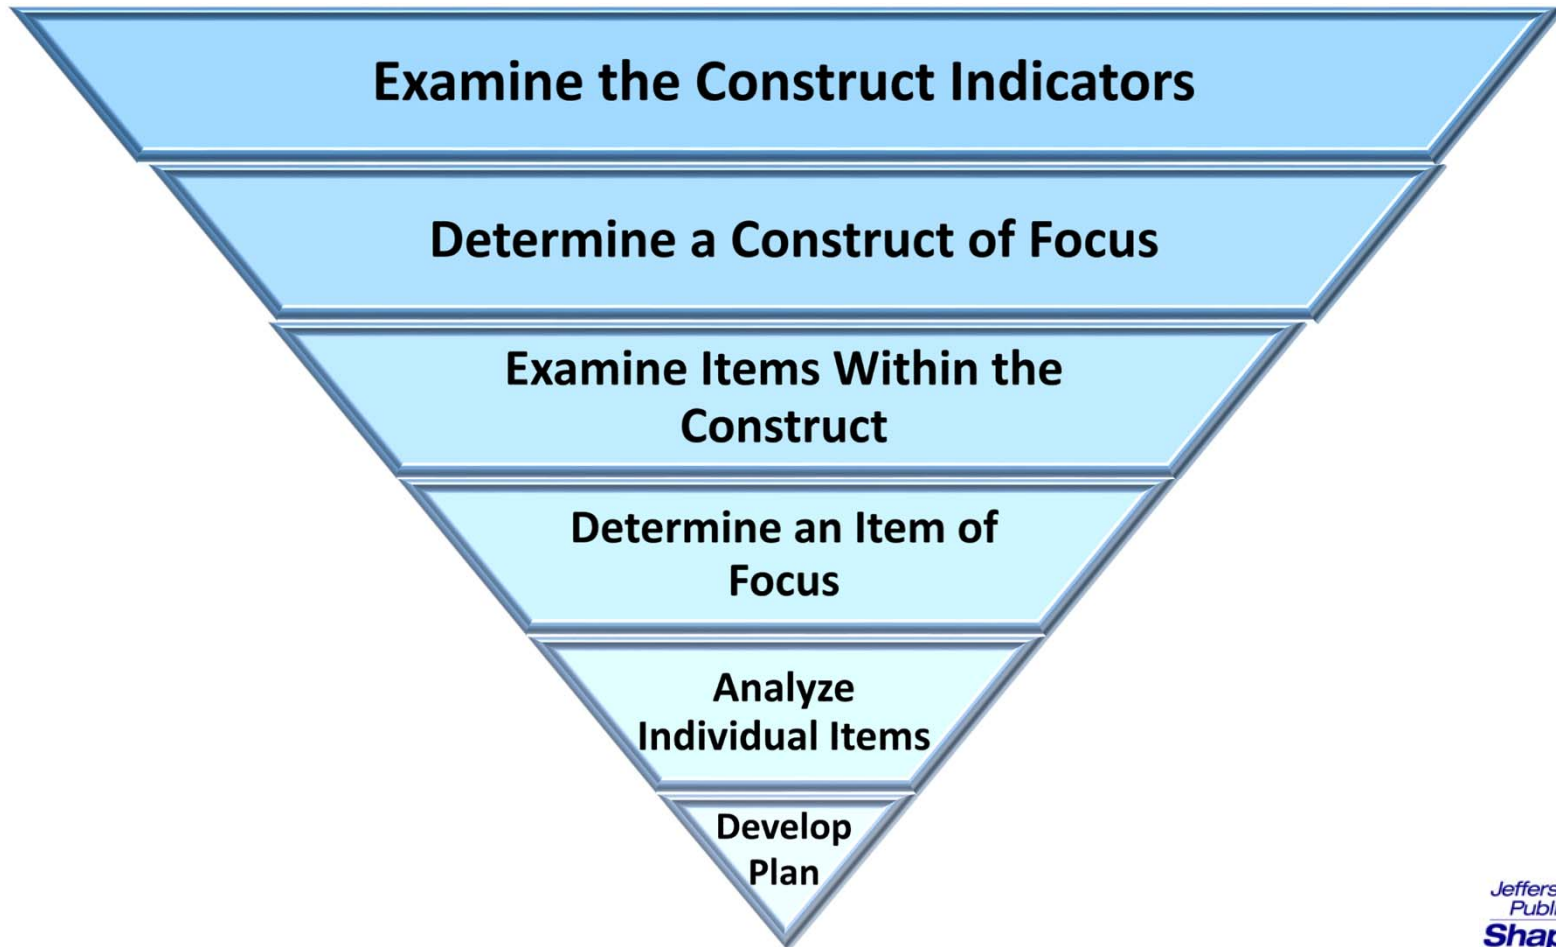 Examine the Construct Indicators
Determine a Construct of Focus
Examine Items Within the
Construct
Determine an Item of
Focus
Analyze
Individual Items
Develop
Plan